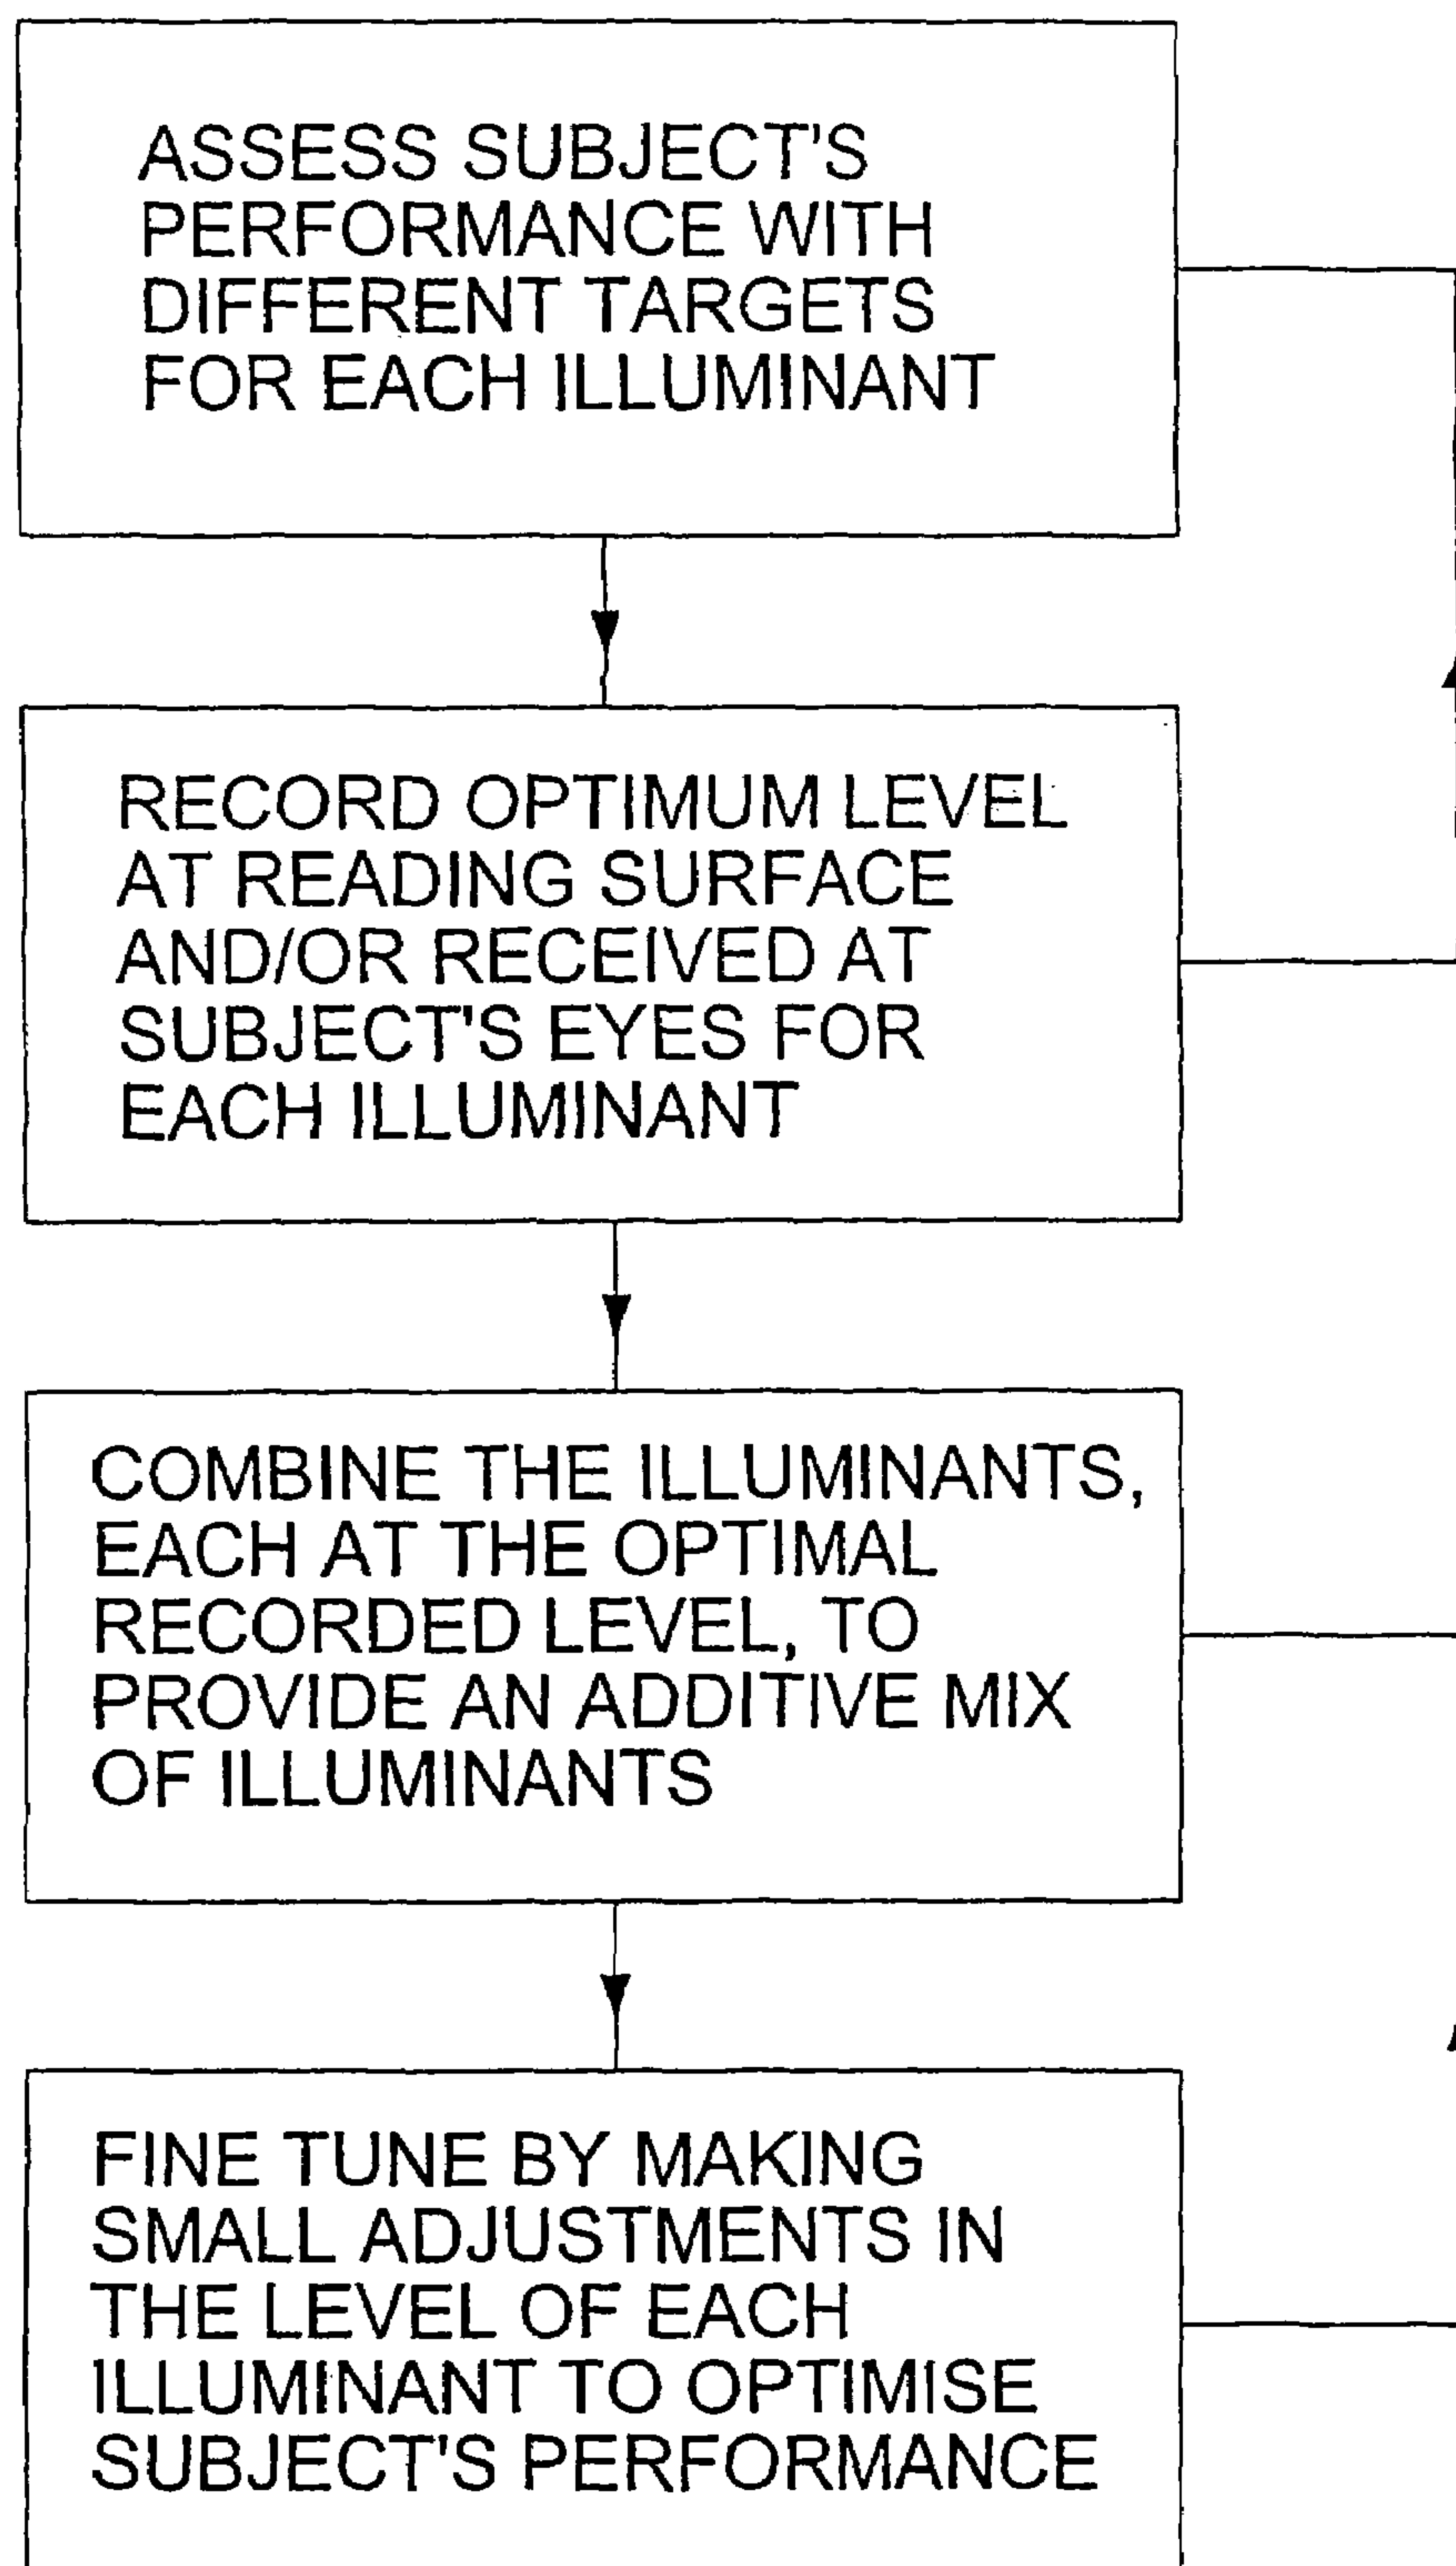 ASSESS SUBJECT'S
PERFORMANCE WITH
DIFFERENT TARGETS
FOR EACH ILLUMINANT
RECORD OPTIMUM LEVEL
AT READING SURFACE
AND/OR RECEIVED AT
SUBJECT'S EYES FOR
EACH ILLUMINANT
COMBINE THE ILLUMINANTS,
EACH AT THE OPTIMAL
RECORDED LEVEL, TO
PROVIDE AN ADDITIVE MIX
OF ILLUMINANTS
FINE TUNE BY MAKING
SMALL ADJUSTMENTS IN
THE LEVEL OF EACH
ILLUMINANT TO OPTIMISE
SUBJECT'S PERFORMANCE